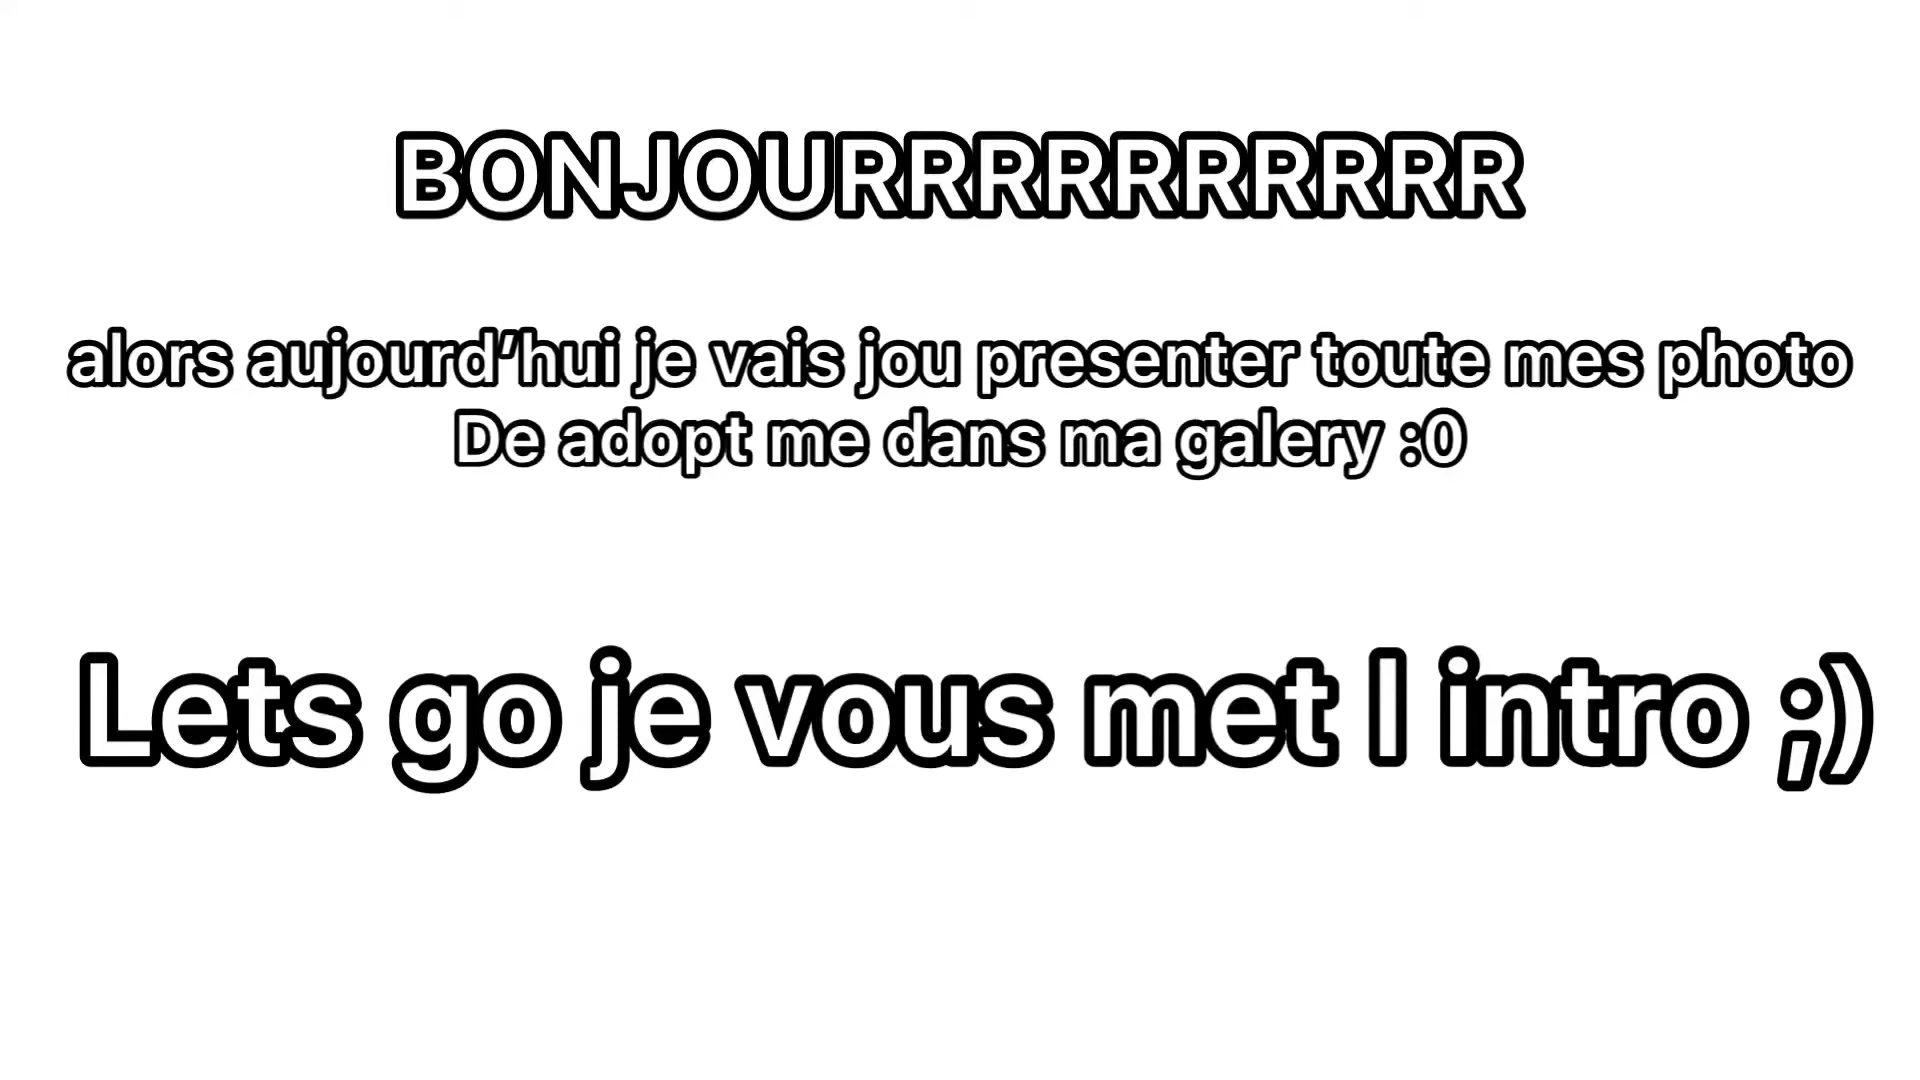 BONJOURRRRRRRRRR
alors aujourd’hui je vais jou presenter toute mes photo
De adopt me dans ma galery :0
Lets go je vous met l intro ;)